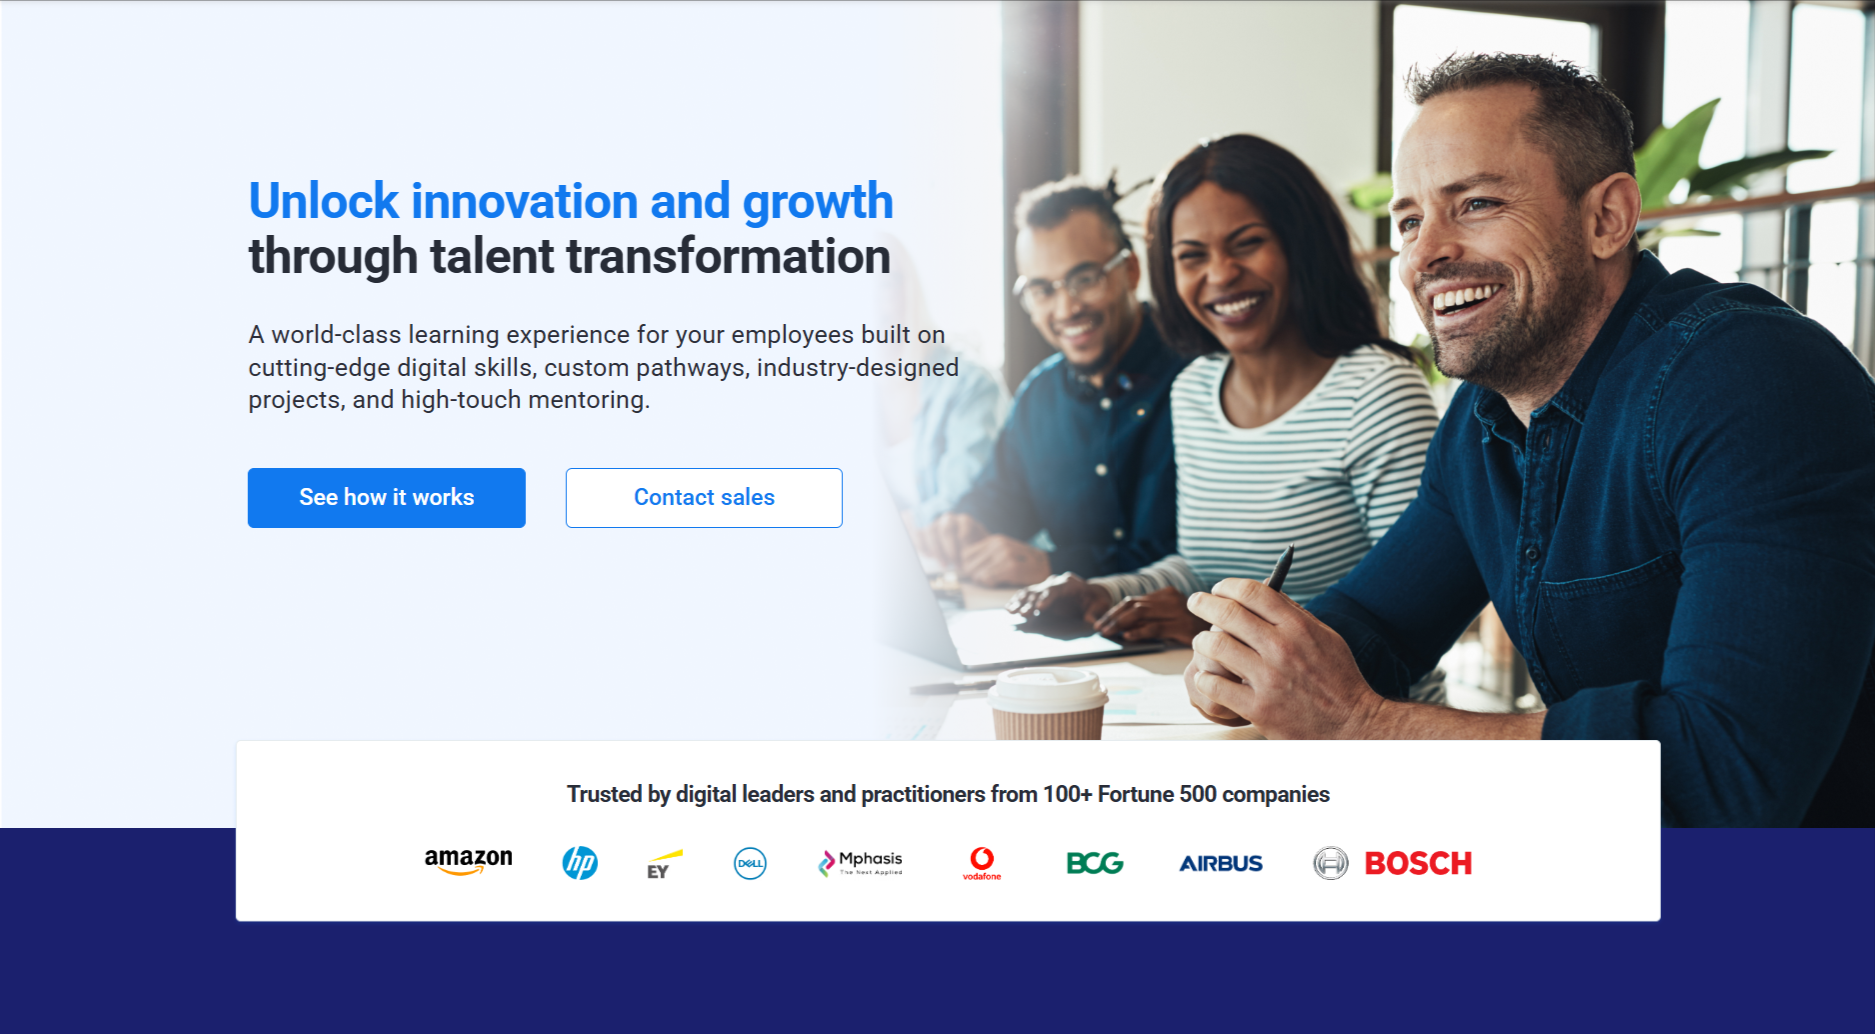 Unlock innovation and growth
through talent transformation
A world-class learning experience for your employees built on
cutting-edge digital skills, custom pathways, industry-designed
projects, and high-touch mentoring.
See how it works
Contact sales
Trusted by digital leaders and practitioners from 100+ Fortune 500 companies
amazon
hp
EY
DELL
Mphasis
The Next Applied
vodafone
BCG
AIRBUS
BOSCH